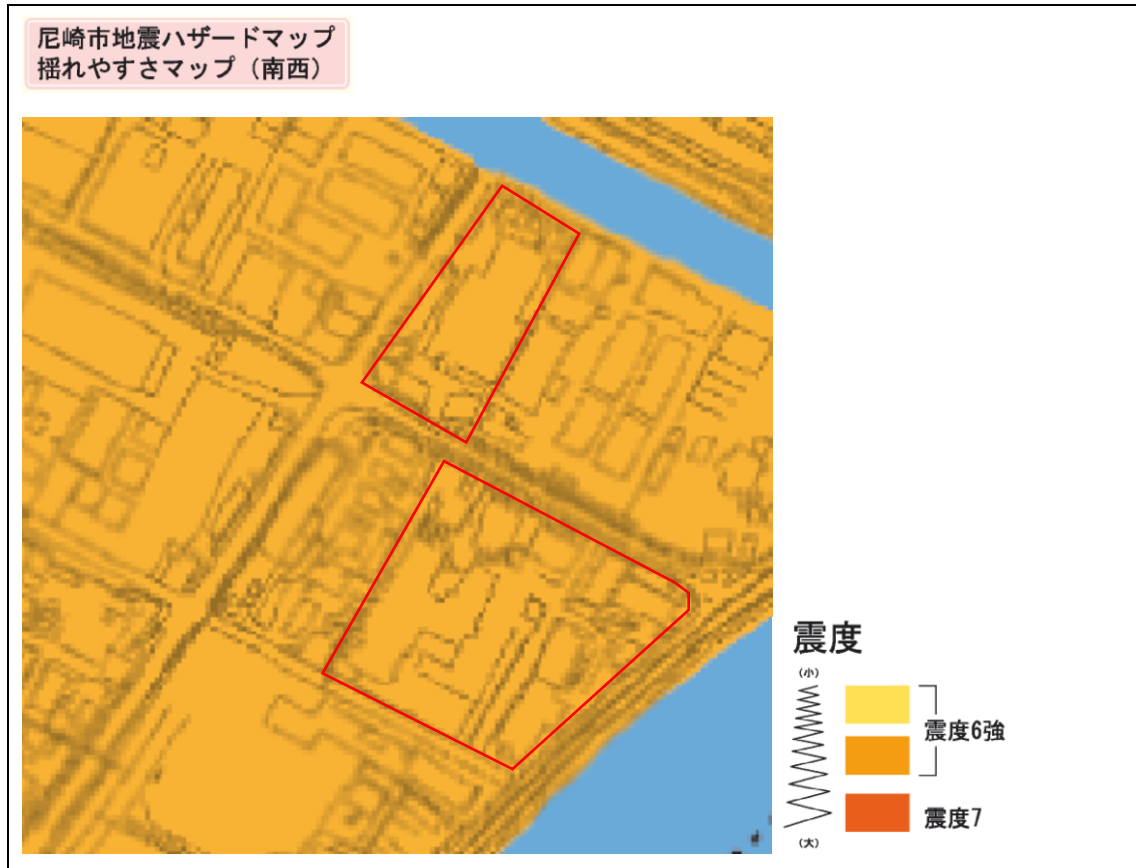 尼崎市地震ハザードマップ
揺れやすさマップ（南西）
震度
（小）
震度6強
震度7
（大）